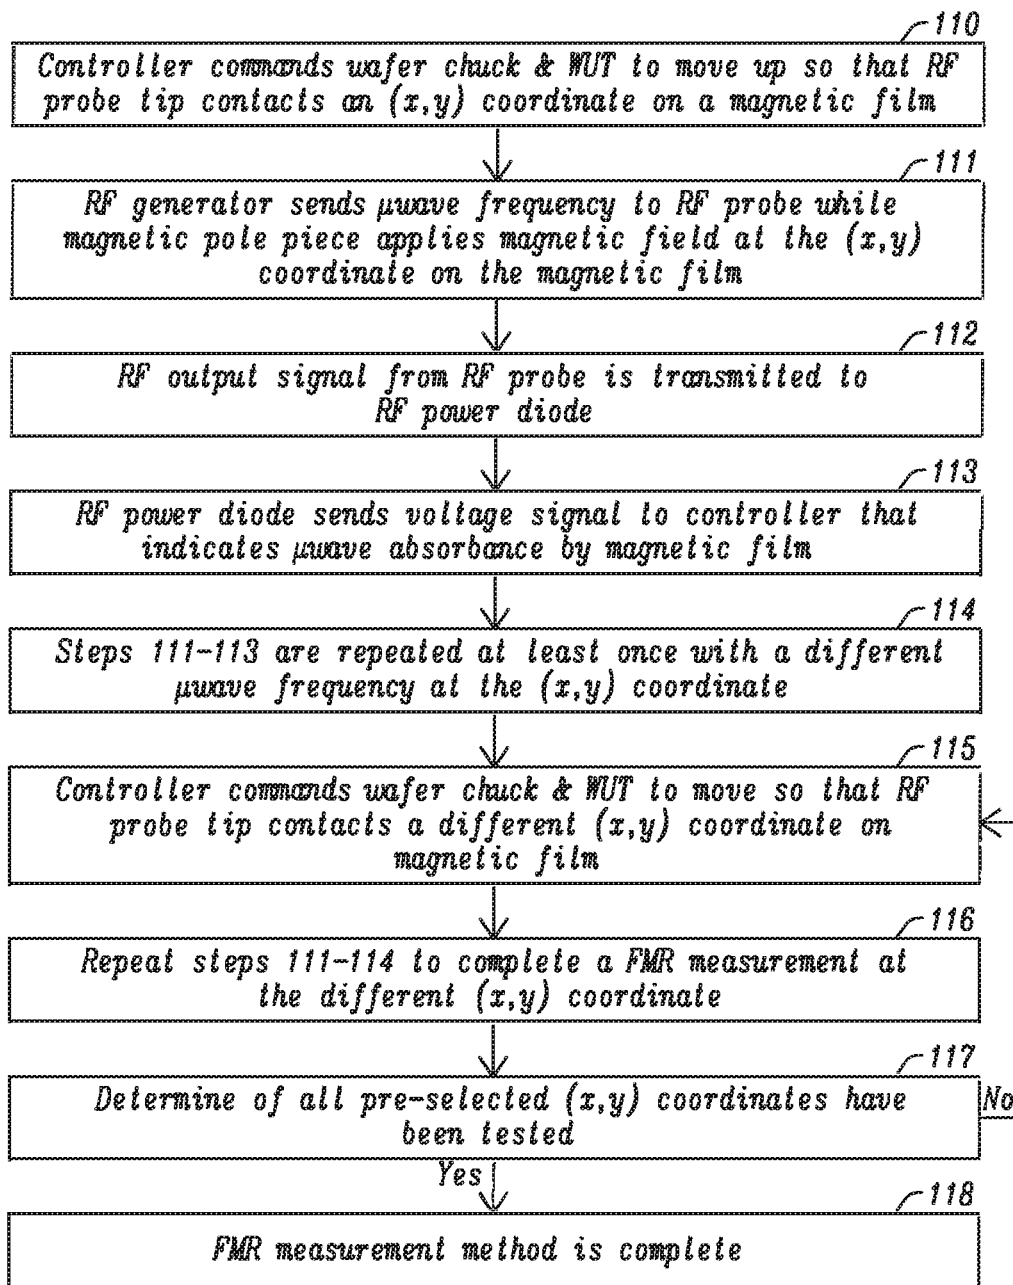 110
Controller commands wafer chuck & WUT to move up so that RF
probe tip contacts an (x,y) coordinate on a magnetic film
111
RF generator sends μwave frequency to RF probe while
magnetic pole piece applies magnetic field at the (x,y)
coordinate on the magnetic film
112
RF output signal from RF probe is transmitted to
RF power diode
113
RF power diode sends voltage signal to controller that
indicates μwave absorbance by magnetic film
114
Steps 111-113 are repeated at least once with a different
μwave frequency at the (x,y) coordinate
115
Controller commands wafer chuck & WUT to move so that RF
probe tip contacts a different (x,y) coordinate on
magnetic film
116
Repeat steps 111-114 to complete a FMR measurement at
the different (x,y) coordinate
117
Determine of all pre-selected (x,y) coordinates have
been tested
No
Yes
118
FMR measurement method is complete